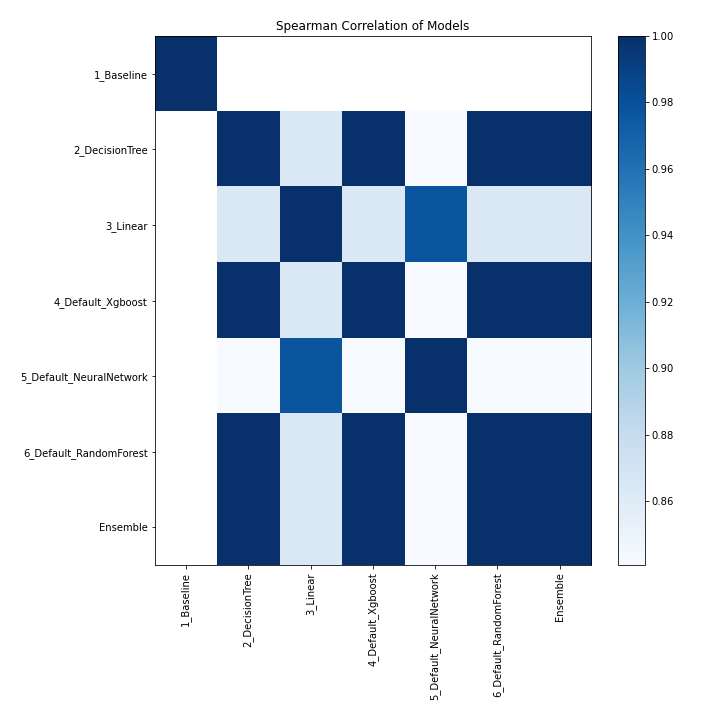 Spearman Correlation of Models
1_Baseline
2_DecisionTree
3_Linear
4_Default_Xgboost
5_Default_NeuralNetwork
6_Default_RandomForest
Ensemble
1_Baseline
2_DecisionTree
3_Linear
4_Default_Xgboost
5_Default_NeuralNetwork
6_Default_RandomForest
Ensemble
1.00
0.98
0.96
0.94
0.92
0.90
0.88
0.86